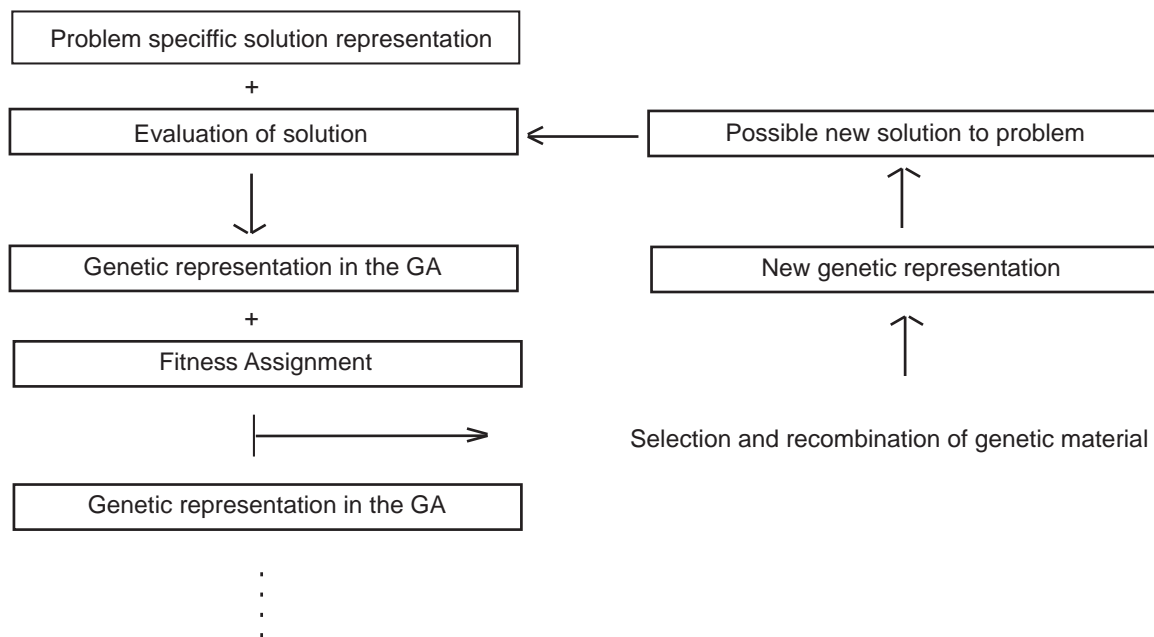 Problem speciffic solution representation
+
Evaluation of solution
Possible new solution to problem
Genetic representation in the GA
New genetic representation
+
Fitness Assignment
Selection and recombination of genetic material
Genetic representation in the GA